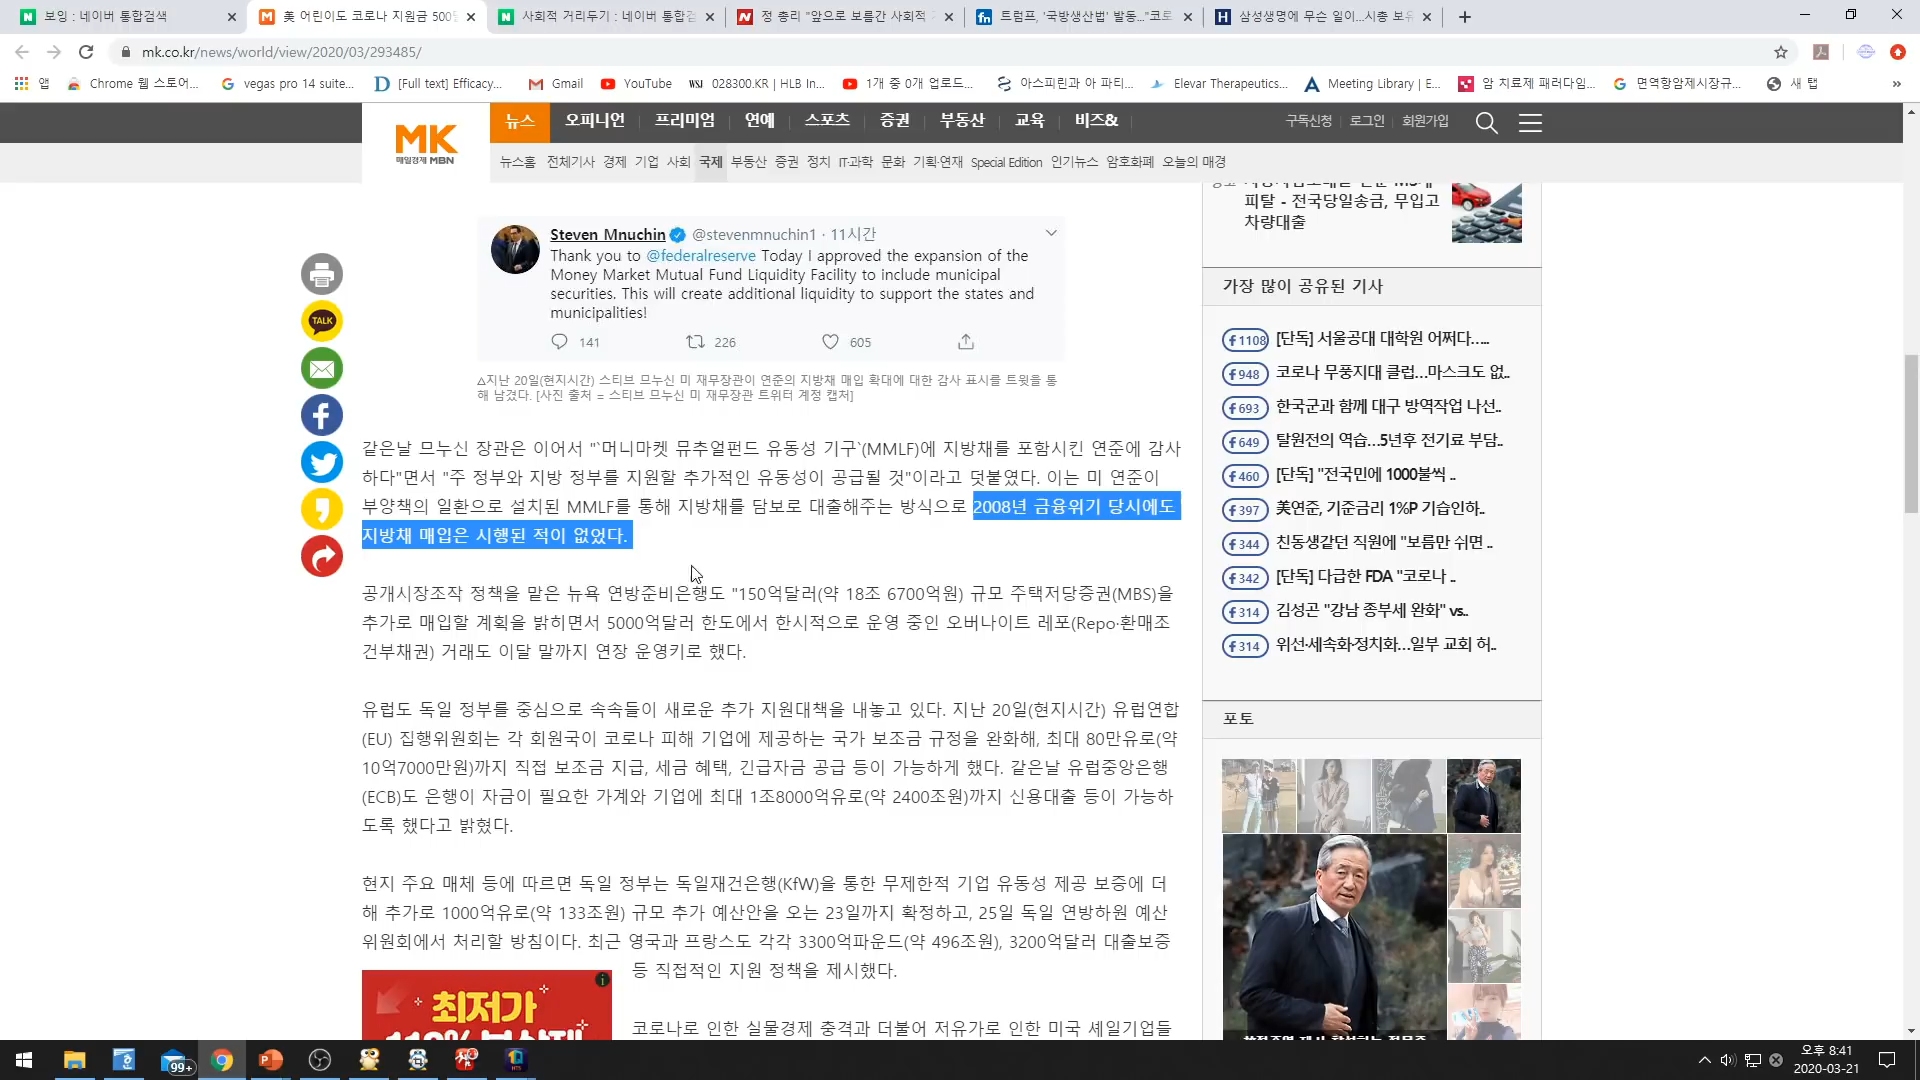 보잉 : 네이버 통합검색
美 어린이도 코로나 지원금 500
사회적 거리두기 : 네이버 통합검
정 총리 "앞으로 보름간 사회적
트럼프, '국방생산법' 발동..."코로
삼성생명에 무슨 일이...시총 보유
mk.co.kr/news/world/view/2020/03/293485/
앱
Chrome 웹 스토어...
vegas pro 14 suite...
[Full text] Efficacy...
Gmail
YouTube
WSJ 028300.KR | HLB In...
1개 중 0개 업로드...
아스피린과 아 파티...
Elevar Therapeutics...
Meeting Library | E...
암 치료제 패러다임...
면역항암제시장규...
새 탭
MK
매일경제 MBN
뉴스 오피니언 프리미엄 연예 스포츠 증권 부동산 교육 비즈&
구독신청 로그인 회원가입
뉴스홈 전체기사 경제 기업 사회 국제 부동산 증권 정치 IT·과학 문화 기획·연재 Special Edition 인기뉴스 암호화폐 오늘의 매경
피탈 - 전국당일송금, 무입고
차량대출
Steven Mnuchin @stevenmnuchin1 · 11시간
Thank you to @federalreserve Today I approved the expansion of the
Money Market Mutual Fund Liquidity Facility to include municipal
securities. This will create additional liquidity to support the states and
municipalities!
141 226 605
△지난 20일(현지시간) 스티브 므누신 미 재무장관이 연준의 지방채 매입 확대에 대한 감사 표시를 트윗을 통
해 남겼다. [사진 출처 = 스티브 므누신 미 재무장관 트위터 계정 캡처]
TALK
같은날 므누신 장관은 이어서 "`머니마켓 뮤추얼펀드 유동성 기구`(MMLF)에 지방채를 포함시킨 연준에 감사
하다"면서 "주 정부와 지방 정부를 지원할 추가적인 유동성이 공급될 것"이라고 덧붙였다. 이는 미 연준이
부양책의 일환으로 설치된 MMLF를 통해 지방채를 담보로 대출해주는 방식으로 2008년 금융위기 당시에도
지방채 매입은 시행된 적이 없었다.
공개시장조작 정책을 맡은 뉴욕 연방준비은행도 "150억달러(약 18조 6700억원) 규모 주택저당증권(MBS)을
추가로 매입할 계획을 밝히면서 5000억달러 한도에서 한시적으로 운영 중인 오버나이트 레포(Repo·환매조
건부채권) 거래도 이달 말까지 연장 운영키로 했다.
유럽도 독일 정부를 중심으로 속속들이 새로운 추가 지원대책을 내놓고 있다. 지난 20일(현지시간) 유럽연합
(EU) 집행위원회는 각 회원국이 코로나 피해 기업에 제공하는 국가 보조금 규정을 완화해, 최대 80만유로(약
10억7000만원)까지 직접 보조금 지급, 세금 혜택, 긴급자금 공급 등이 가능하게 했다. 같은날 유럽중앙은행
(ECB)도 은행이 자금이 필요한 가계와 기업에 최대 1조8000억유로(약 2400조원)까지 신용대출 등이 가능하
도록 했다고 밝혔다.
현지 주요 매체 등에 따르면 독일 정부는 독일재건은행(KfW)을 통한 무제한적 기업 유동성 제공 보증에 더
해 추가로 1000억유로(약 133조원) 규모 추가 예산안을 오는 23일까지 확정하고, 25일 독일 연방하원 예산
위원회에서 처리할 방침이다. 최근 영국과 프랑스도 각각 3300억파운드(약 496조원), 3200억달러 대출보증
등 직접적인 지원 정책을 제시했다.
최저가
코로나로 인한 실물경제 충격과 더불어 저유가로 인한 미국 셰일기업들
가장 많이 공유된 기사
1108 [단독] 서울공대 대학원 어쩌다.....
948 코로나 무풍지대 클럽...마스크도 없..
693 한국군과 함께 대구 방역작업 나선..
649 탈원전의 역습...5년후 전기료 부담..
460 [단독] "전국민에 1000불씩 ..
397 美연준, 기준금리 1%P 기습인하..
344 친동생같던 직원에 "보름만 쉬면 ..
342 [단독] 다급한 FDA "코로나 ..
314 김성곤 "강남 종부세 완화" vs..
314 위선·세속화·정치화...일부 교회 허..
포토
99+
오후 8:41
2020-03-21